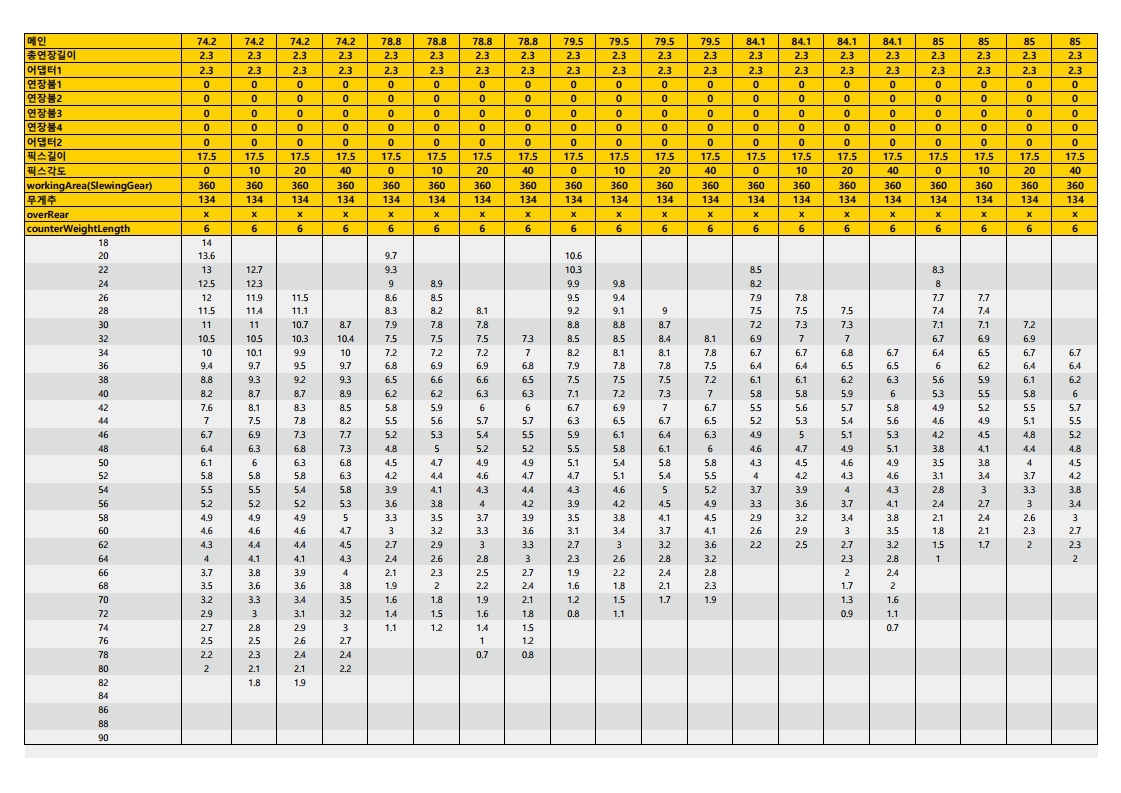 메인 74.2 74.2 74.2 74.2 78.8 78.8 78.8 78.8 79.5 79.5 79.5 79.5 84.1 84.1 84.1 84.1 85 85 85 85
총연장길이 2.3 2.3 2.3 2.3 2.3 2.3 2.3 2.3 2.3 2.3 2.3 2.3 2.3 2.3 2.3 2.3 2.3 2.3 2.3 2.3
어댑터1 2.3 2.3 2.3 2.3 2.3 2.3 2.3 2.3 2.3 2.3 2.3 2.3 2.3 2.3 2.3 2.3 2.3 2.3 2.3 2.3
연장붐1 0 0 0 0 0 0 0 0 0 0 0 0 0 0 0 0 0 0 0 0
연장붐2 0 0 0 0 0 0 0 0 0 0 0 0 0 0 0 0 0 0 0 0
연장붐3 0 0 0 0 0 0 0 0 0 0 0 0 0 0 0 0 0 0 0 0
연장붐4 0 0 0 0 0 0 0 0 0 0 0 0 0 0 0 0 0 0 0 0
어댑터2 0 0 0 0 0 0 0 0 0 0 0 0 0 0 0 0 0 0 0 0
픽스길이 17.5 17.5 17.5 17.5 17.5 17.5 17.5 17.5 17.5 17.5 17.5 17.5 17.5 17.5 17.5 17.5 17.5 17.5 17.5 17.5
픽스각도 0 10 20 40 0 10 20 40 0 10 20 40 0 10 20 40 0 10 20 40
workingArea(SlewingGear) 360 360 360 360 360 360 360 360 360 360 360 360 360 360 360 360 360 360 360 360
무게추 134 134 134 134 134 134 134 134 134 134 134 134 134 134 134 134 134 134 134 134
overRear x x x x x x x x x x x x x x x x x x x x
counterWeightLength 6 6 6 6 6 6 6 6 6 6 6 6 6 6 6 6 6 6 6 6
18 14
20 13.6 9.7 10.6
22 13 12.7 9.3 10.3 8.5 8.3
24 12.5 12.3 9 8.9 9.9 9.8 8.2 8
26 12 11.9 11.5 8.6 8.5 9.5 9.4 7.9 7.8 7.7 7.7
28 11.5 11.4 11.1 8.3 8.2 8.1 9.2 9.1 9 7.5 7.5 7.5 7.4 7.4
30 11 11 10.7 8.7 7.9 7.8 7.8 8.8 8.8 8.7 7.2 7.3 7.3 7.1 7.1 7.2
32 10.5 10.5 10.3 10.4 7.5 7.5 7.5 7.3 8.5 8.5 8.4 8.1 6.9 7 7 6.7 6.9 6.9
34 10 10.1 9.9 10 7.2 7.2 7.2 7 8.2 8.1 8.1 7.8 6.7 6.7 6.8 6.7 6.4 6.5 6.7 6.7
36 9.4 9.7 9.5 9.7 6.8 6.9 6.9 6.8 7.9 7.8 7.8 7.5 6.4 6.4 6.5 6.5 6 6.2 6.4 6.4
38 8.8 9.3 9.2 9.3 6.5 6.6 6.6 6.5 7.5 7.5 7.5 7.2 6.1 6.1 6.2 6.3 5.6 5.9 6.1 6.2
40 8.2 8.7 8.7 8.9 6.2 6.2 6.3 6.3 7.1 7.2 7.3 7 5.8 5.8 5.9 6 5.3 5.5 5.8 6
42 7.6 8.1 8.3 8.5 5.8 5.9 6 6 6.7 6.9 7 6.7 5.5 5.6 5.7 5.8 4.9 5.2 5.5 5.7
44 7 7.5 7.8 8.2 5.5 5.6 5.7 5.7 6.3 6.5 6.7 6.5 5.2 5.3 5.4 5.6 4.6 4.9 5.1 5.5
46 6.7 6.9 7.3 7.7 5.2 5.3 5.4 5.5 5.9 6.1 6.4 6.3 4.9 5 5.1 5.3 4.2 4.5 4.8 5.2
48 6.4 6.3 6.8 7.3 4.8 5 5.2 5.2 5.5 5.8 6.1 6 4.6 4.7 4.9 5.1 3.8 4.1 4.4 4.8
50 6.1 6 6.3 6.8 4.5 4.7 4.9 4.9 5.1 5.4 5.8 5.8 4.3 4.5 4.6 4.9 3.5 3.8 4 4.5
52 5.8 5.8 5.8 6.3 4.2 4.4 4.6 4.7 4.7 5.1 5.4 5.5 4 4.2 4.3 4.6 3.1 3.4 3.7 4.2
54 5.5 5.5 5.4 5.8 3.9 4.1 4.3 4.4 4.3 4.6 5 5.2 3.7 3.9 4 4.3 2.8 3 3.3 3.8
56 5.2 5.2 5.2 5.3 3.6 3.8 4 4.2 3.9 4.2 4.5 4.9 3.3 3.6 3.7 4.1 2.4 2.7 3 3.4
58 4.9 4.9 4.9 5 3.3 3.5 3.7 3.9 3.5 3.8 4.1 4.5 2.9 3.2 3.4 3.8 2.1 2.4 2.6 3
60 4.6 4.6 4.6 4.7 3 3.2 3.3 3.6 3.1 3.4 3.7 4.1 2.6 2.9 3 3.5 1.8 2.1 2.3 2.7
62 4.3 4.4 4.4 4.5 2.7 2.9 3 3.3 2.7 3 3.2 3.6 2.2 2.5 2.7 3.2 1.5 1.7 2 2.3
64 4 4.1 4.1 4.3 2.4 2.6 2.8 3 2.3 2.6 2.8 3.2 2.3 2.8 1 2
66 3.7 3.8 3.9 4 2.1 2.3 2.5 2.7 1.9 2.2 2.4 2.8 2 2.4
68 3.5 3.6 3.6 3.8 1.9 2 2.2 2.4 1.6 1.8 2.1 2.3 1.7 2
70 3.2 3.3 3.4 3.5 1.6 1.8 1.9 2.1 1.2 1.5 1.7 1.9 1.3 1.6
72 2.9 3 3.1 3.2 1.4 1.5 1.6 1.8 0.8 1.1 0.9 1.1
74 2.7 2.8 2.9 3 1.1 1.2 1.4 1.5 0.7
76 2.5 2.5 2.6 2.7 1 1.2
78 2.2 2.3 2.4 2.4 0.7 0.8
80 2 2.1 2.1 2.2
82 1.8 1.9
84
86
88
90